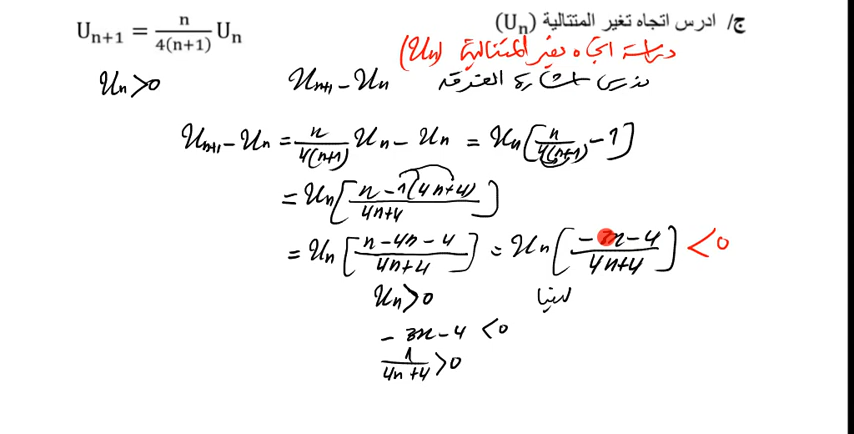 ج/ ادرس اتجاه تغير المتتالية (Uₙ)
Uₙ₊₁ = n/4(n+1) Uₙ
دراسة اتجاه تغير المتتالية (Uₙ)
ندرس اشارة الفرق Uₙ₊₁ - Uₙ
Uₙ > 0
Uₙ₊₁ - Uₙ = n/4(n+1) Uₙ - Uₙ = Uₙ[n/4(n+1) - 1]
= Uₙ[(n - 1(4n+4))/(4n+4)]
= Uₙ[(n - 4n - 4)/(4n+4)] = Uₙ[(-3n - 4)/(4n+4)] < 0
لدينا Uₙ > 0
-3n - 4 < 0
1/(4n+4) > 0